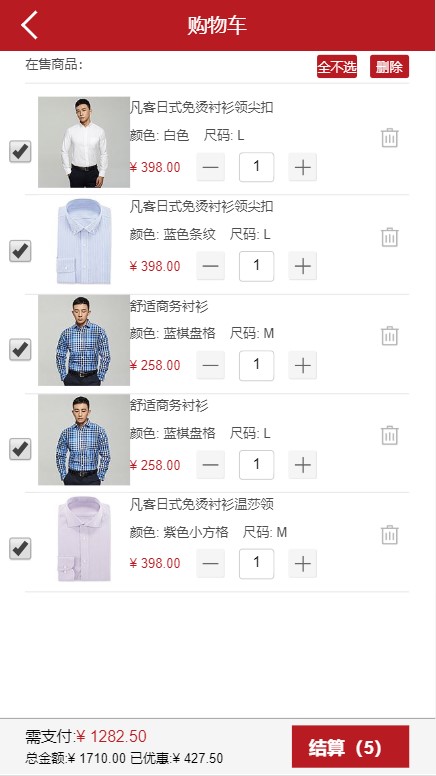 购物车
在售商品：
全不选 删除
凡客日式免烫衬衫领尖扣
颜色: 白色 尺码: L
¥ 398.00 1
凡客日式免烫衬衫领尖扣
颜色: 蓝色条纹 尺码: L
¥ 398.00 1
舒适商务衬衫
颜色: 蓝棋盘格 尺码: M
¥ 258.00 1
舒适商务衬衫
颜色: 蓝棋盘格 尺码: L
¥ 258.00 1
凡客日式免烫衬衫温莎领
颜色: 紫色小方格 尺码: M
¥ 398.00 1
需支付:¥ 1282.50
总金额:¥ 1710.00 已优惠:¥ 427.50
结算（5）